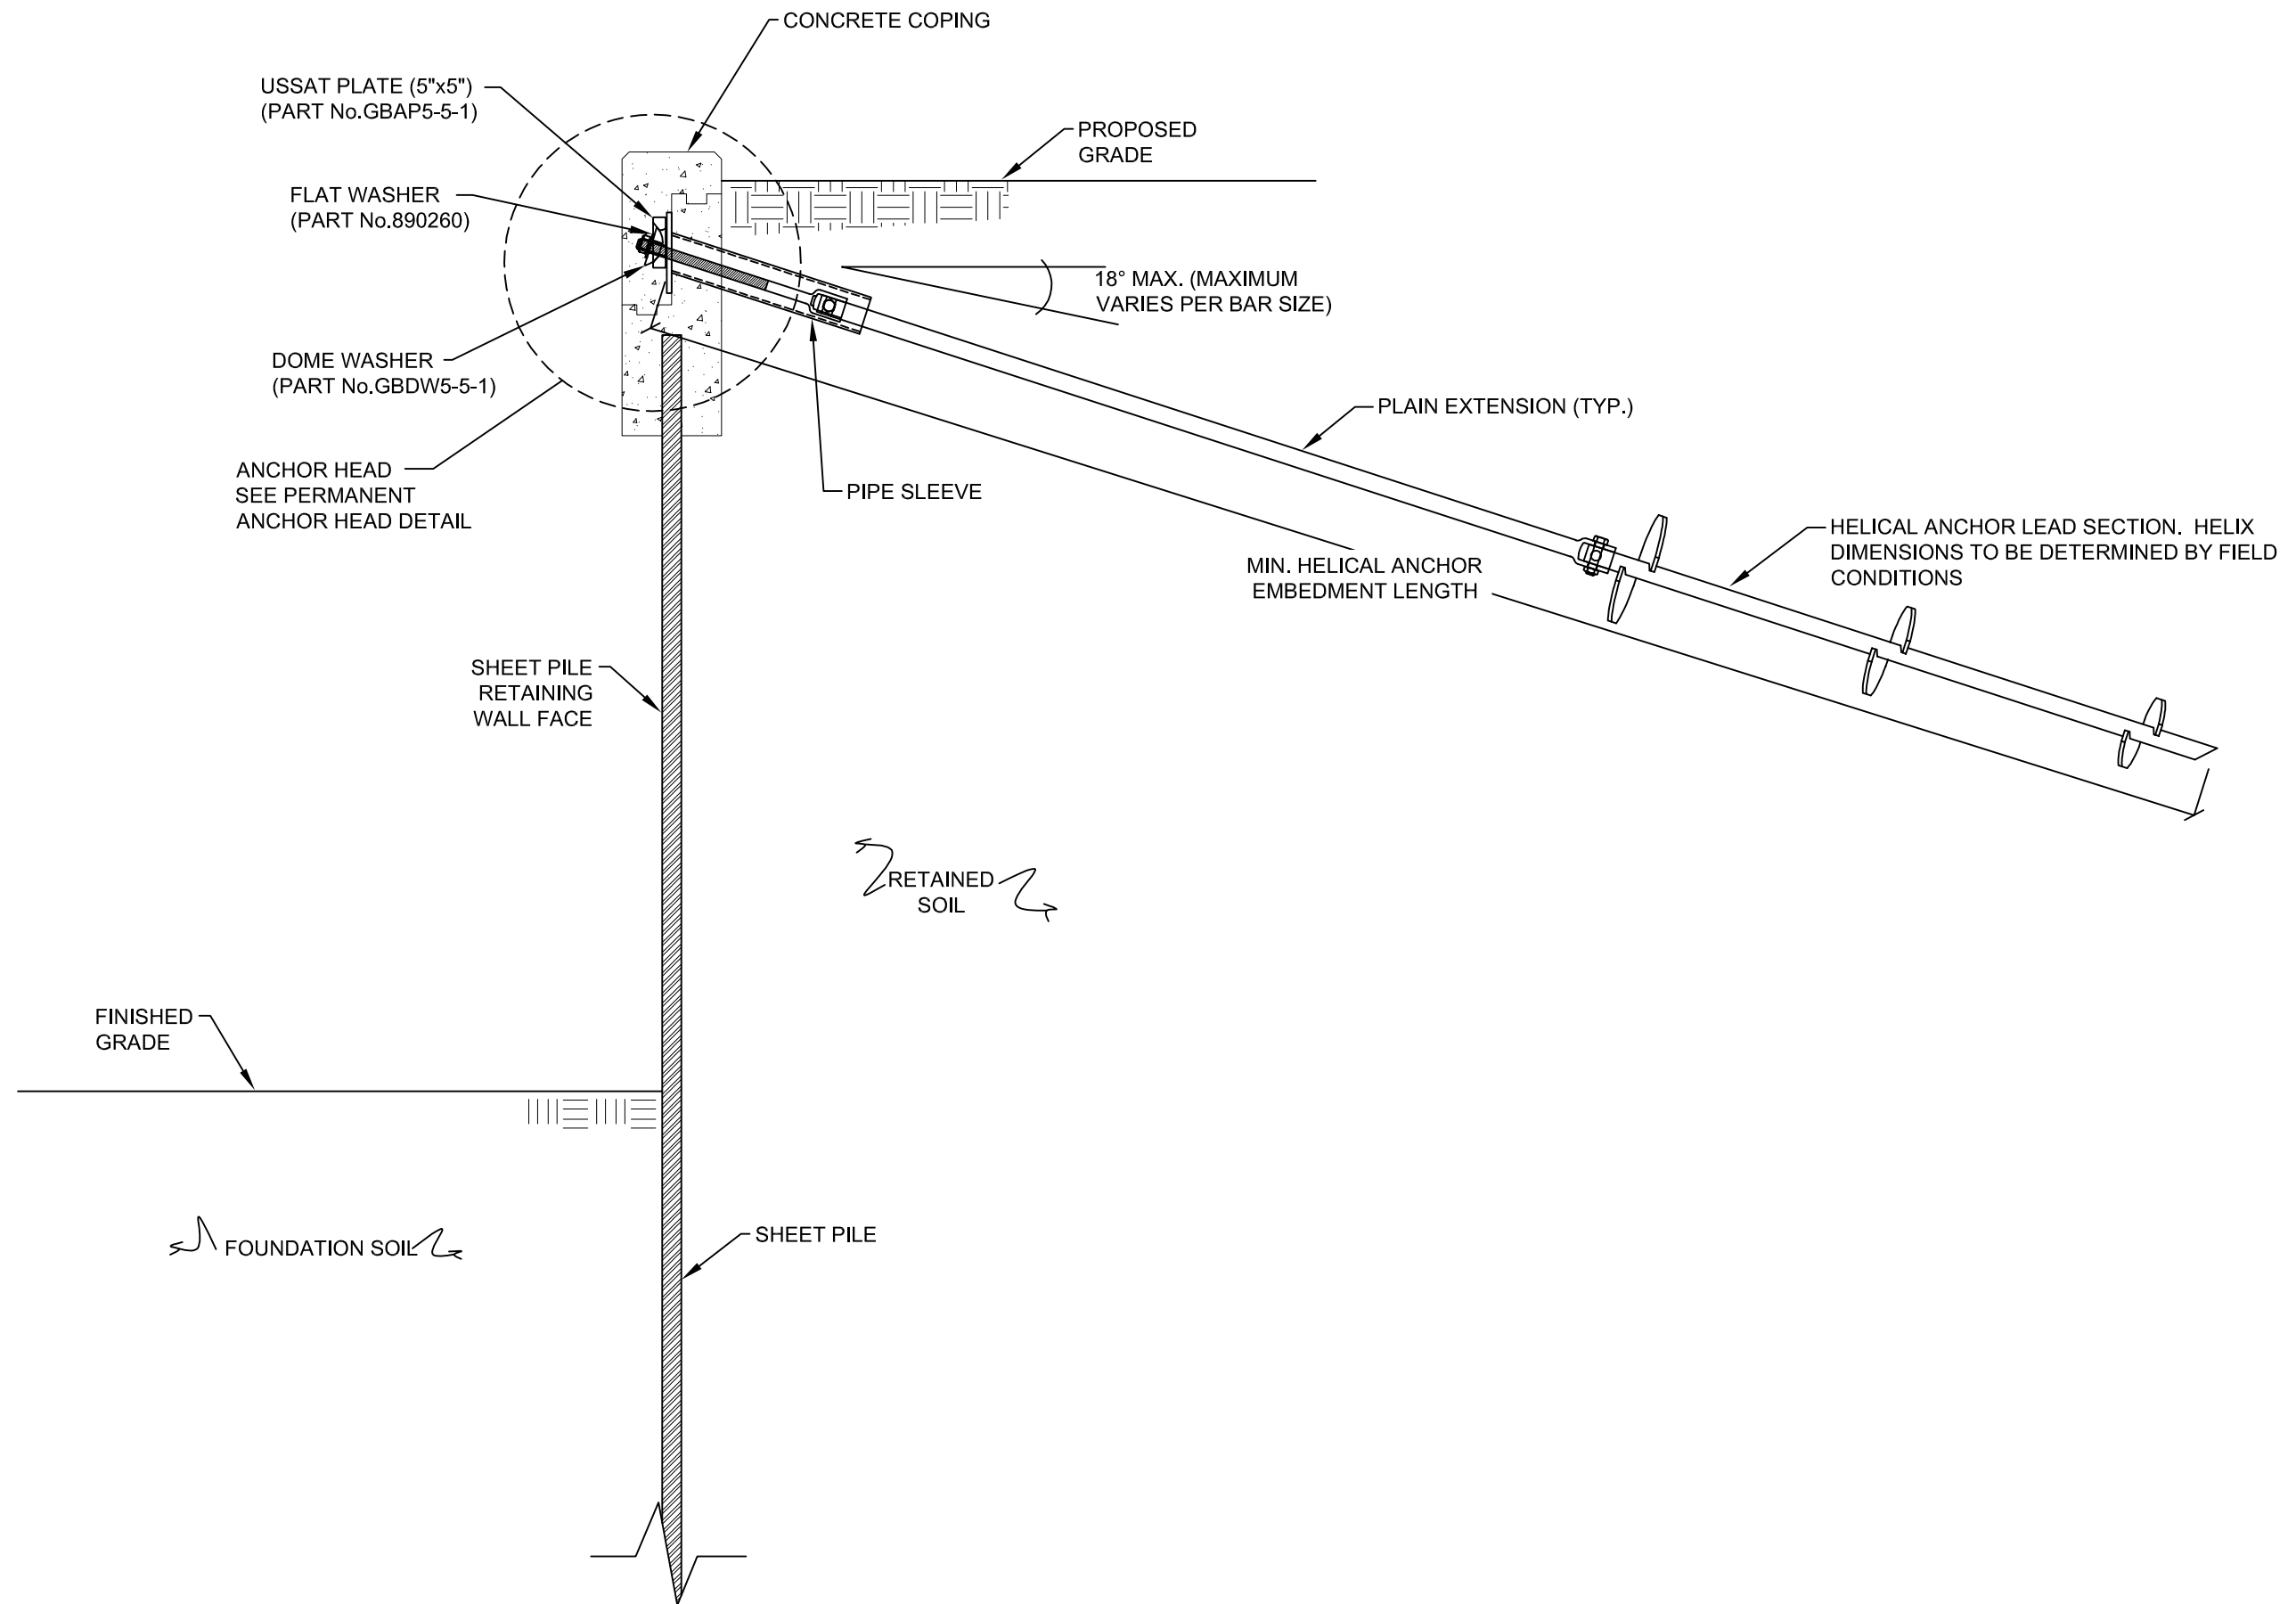 CONCRETE COPING
USSAT PLATE (5"x5")
(PART No.GBAP5-5-1)
PROPOSED
GRADE
FLAT WASHER
(PART No.890260)
18° MAX. (MAXIMUM
VARIES PER BAR SIZE)
DOME WASHER
(PART No.GBDW5-5-1)
PLAIN EXTENSION (TYP.)
ANCHOR HEAD
SEE PERMANENT
ANCHOR HEAD DETAIL
PIPE SLEEVE
HELICAL ANCHOR LEAD SECTION. HELIX
DIMENSIONS TO BE DETERMINED BY FIELD
CONDITIONS
MIN. HELICAL ANCHOR
EMBEDMENT LENGTH
SHEET PILE
RETAINING
WALL FACE
RETAINED
SOIL
FINISHED
GRADE
FOUNDATION SOIL
SHEET PILE